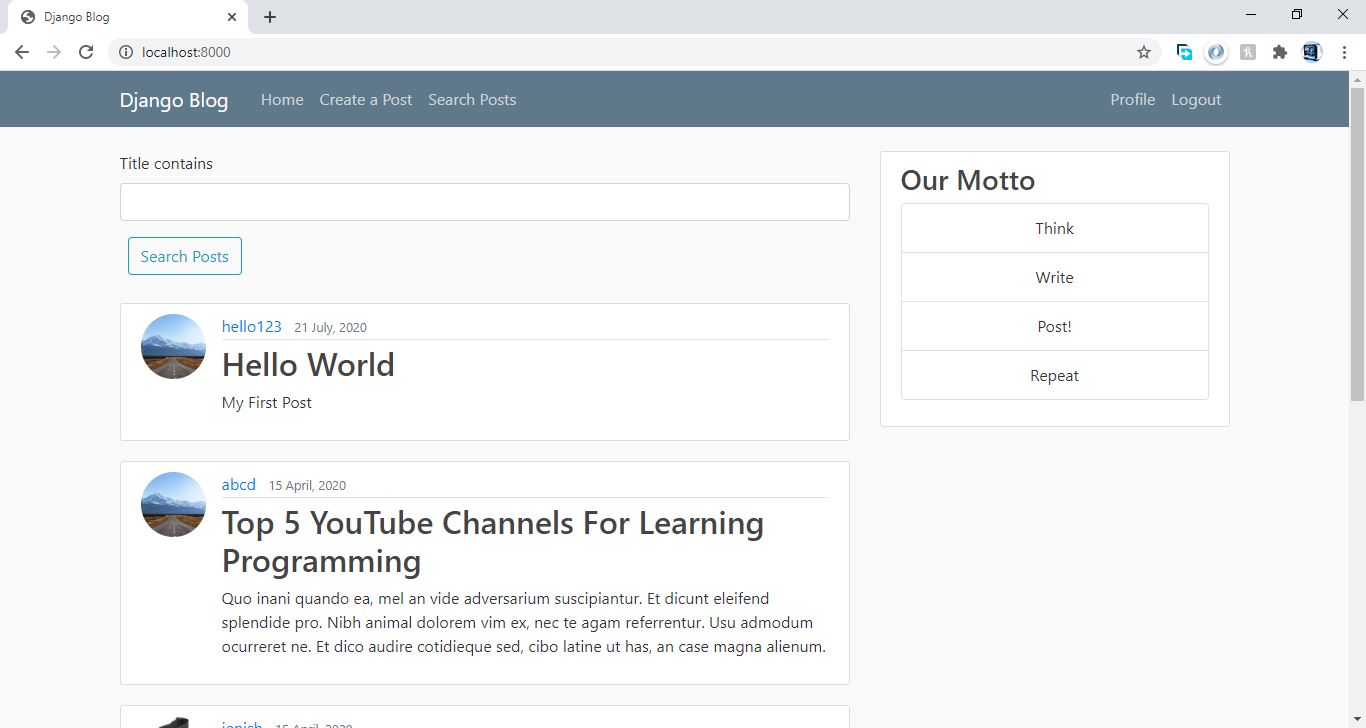 Django Blog
localhost:8000
Django Blog Home Create a Post Search Posts Profile Logout
Title contains
Search Posts
hello123 21 July, 2020
Hello World
My First Post
abcd 15 April, 2020
Top 5 YouTube Channels For Learning
Programming
Quo inani quando ea, mel an vide adversarium suscipiantur. Et dicunt eleifend
splendide pro. Nibh animal dolorem vim ex, nec te agam referrentur. Usu admodum
ocurreret ne. Et dico audire cotidieque sed, cibo latine ut has, an case magna alienum.
15 April, 2020
Our Motto
Think
Write
Post!
Repeat